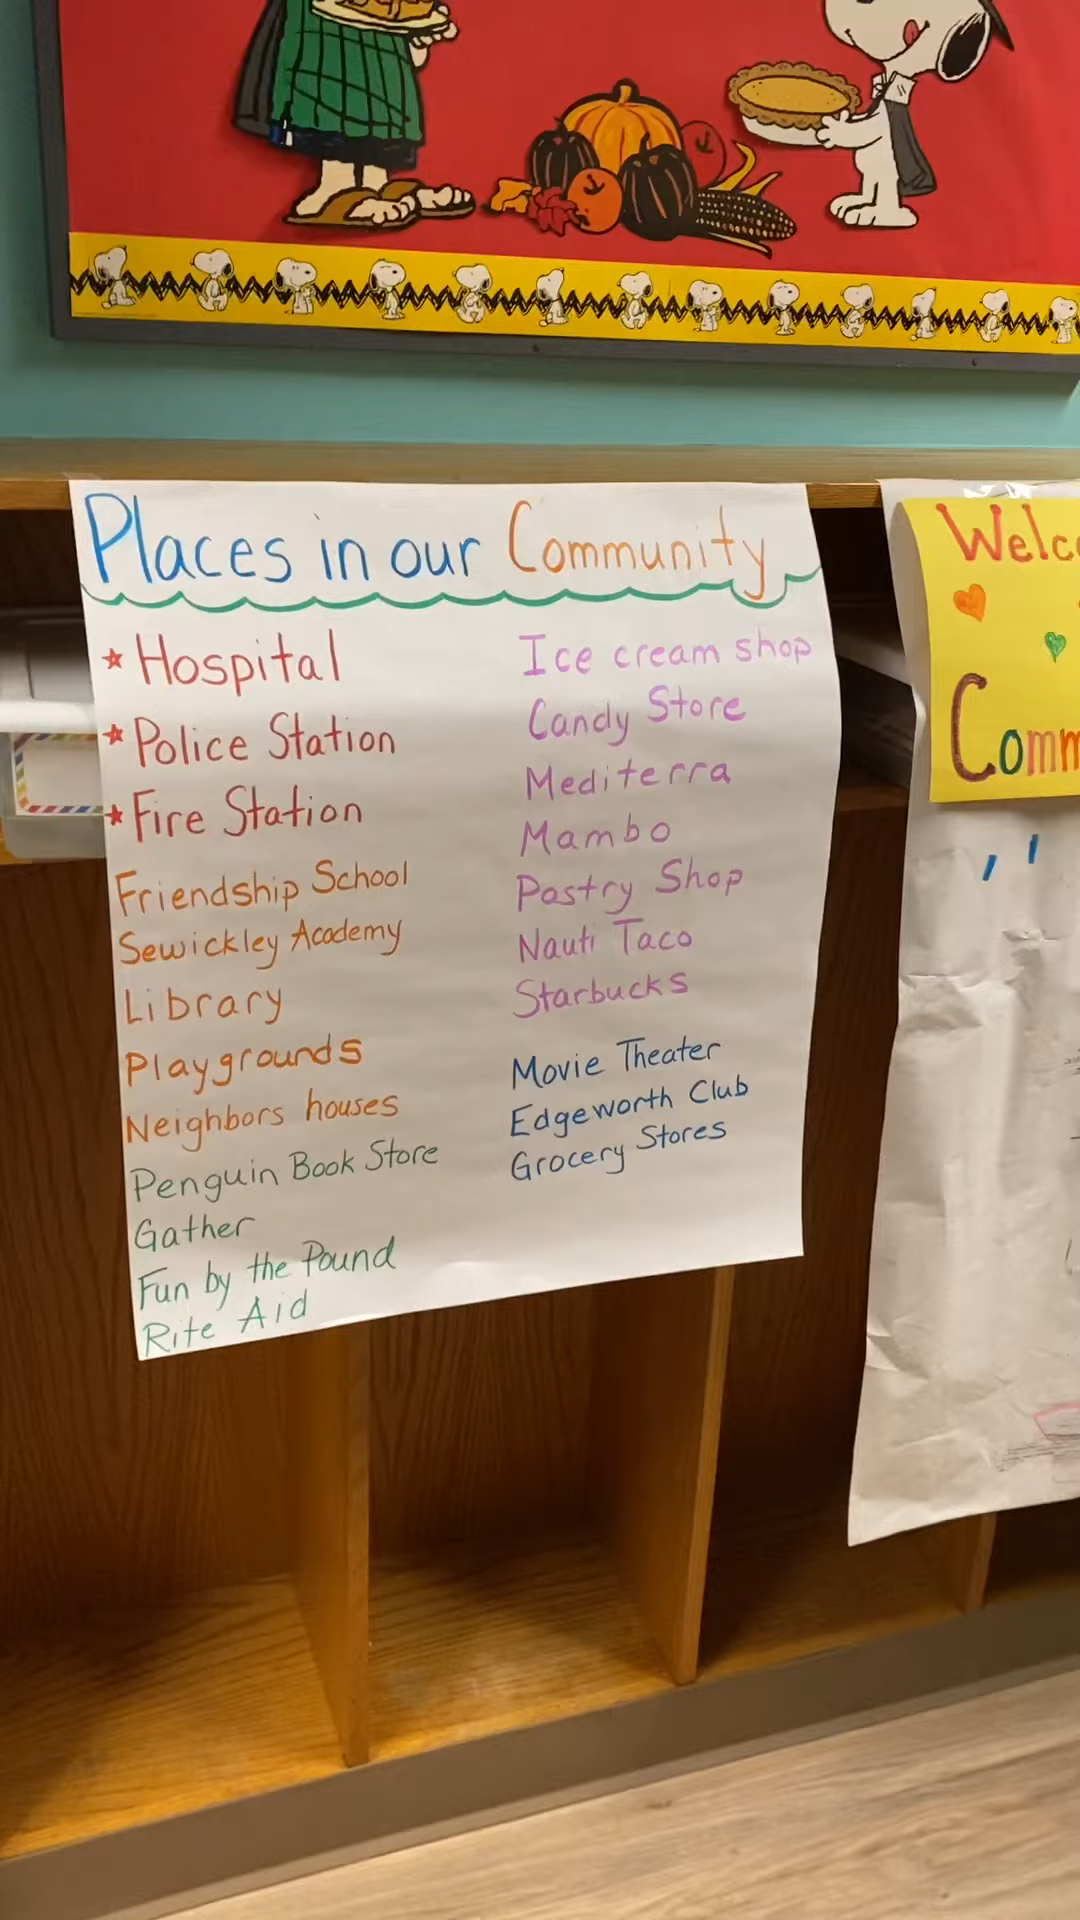 Places in our Community
Hospital
Police Station
Fire Station
Friendship School
Sewickley Academy
Library
Playgrounds
Neighbors houses
Penguin Book Store
Gather
Fun by the Pound
Rite Aid
Ice cream shop
Candy Store
Mediterra
Mambo
Pastry Shop
Nauti Taco
Starbucks
Movie Theater
Edgeworth Club
Grocery Stores
Welc
Comm